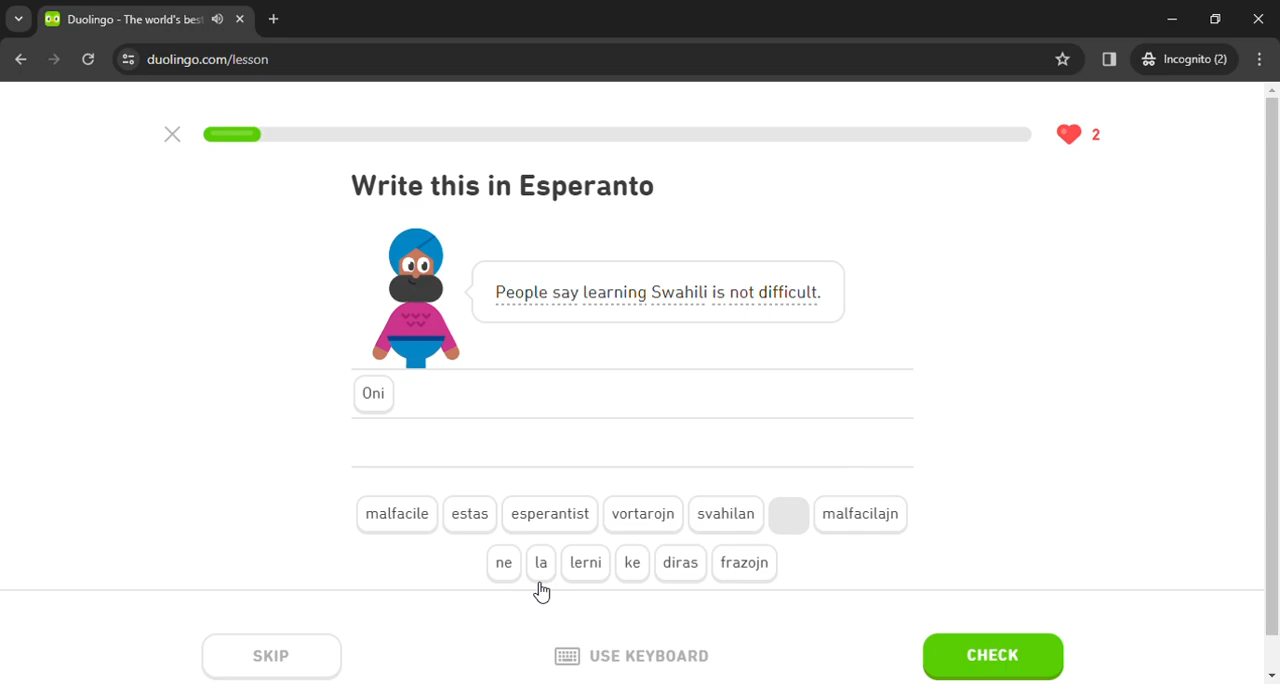 Duolingo - The world's best
duolingo.com/lesson
Incognito (2)
2
Write this in Esperanto
People say learning Swahili is not difficult.
Oni
malfacile estas esperantist vortarojn svahilan malfacilajn
ne la lerni ke diras frazojn
SKIP USE KEYBOARD CHECK